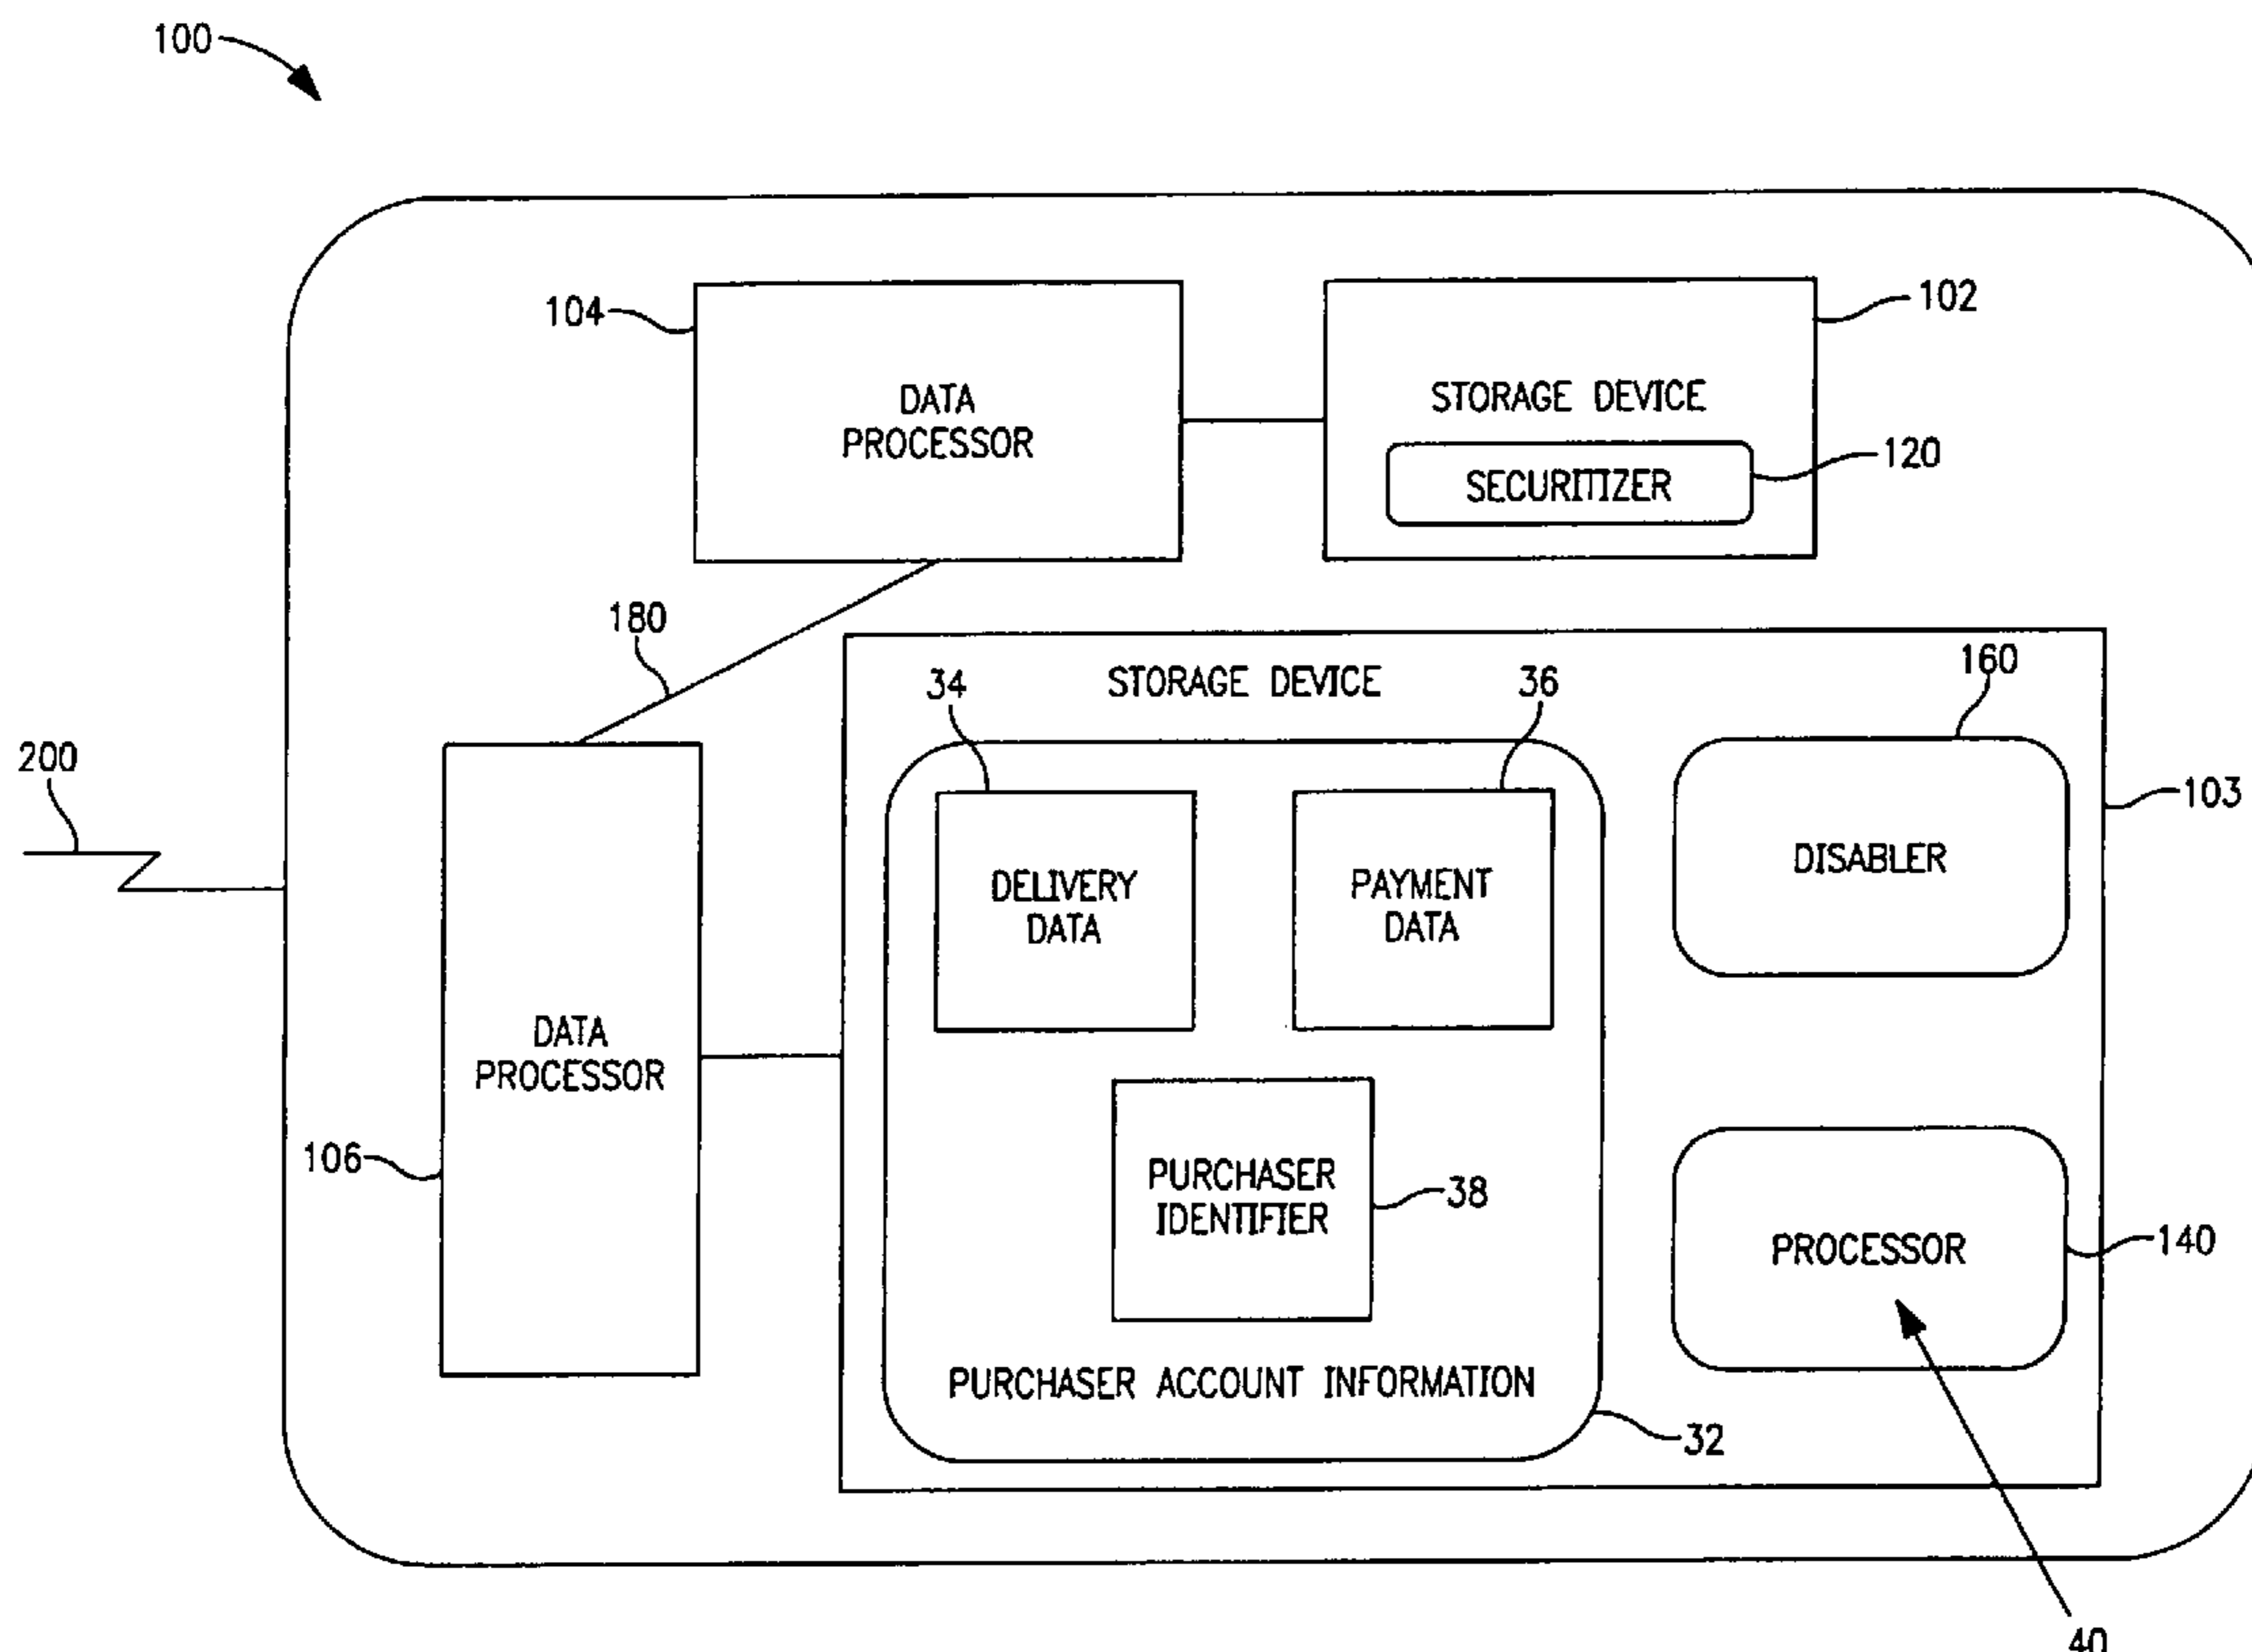 100
104
102
DATA
PROCESSOR
STORAGE DEVICE
120
SECURITIZER
180
STORAGE DEVICE
34
36
160
200
103
DELIVERY
DATA
PAYMENT
DATA
DISABLER
DATA
PROCESSOR
106
PURCHASER
IDENTIFIER
38
PROCESSOR
140
PURCHASER ACCOUNT INFORMATION
32
40